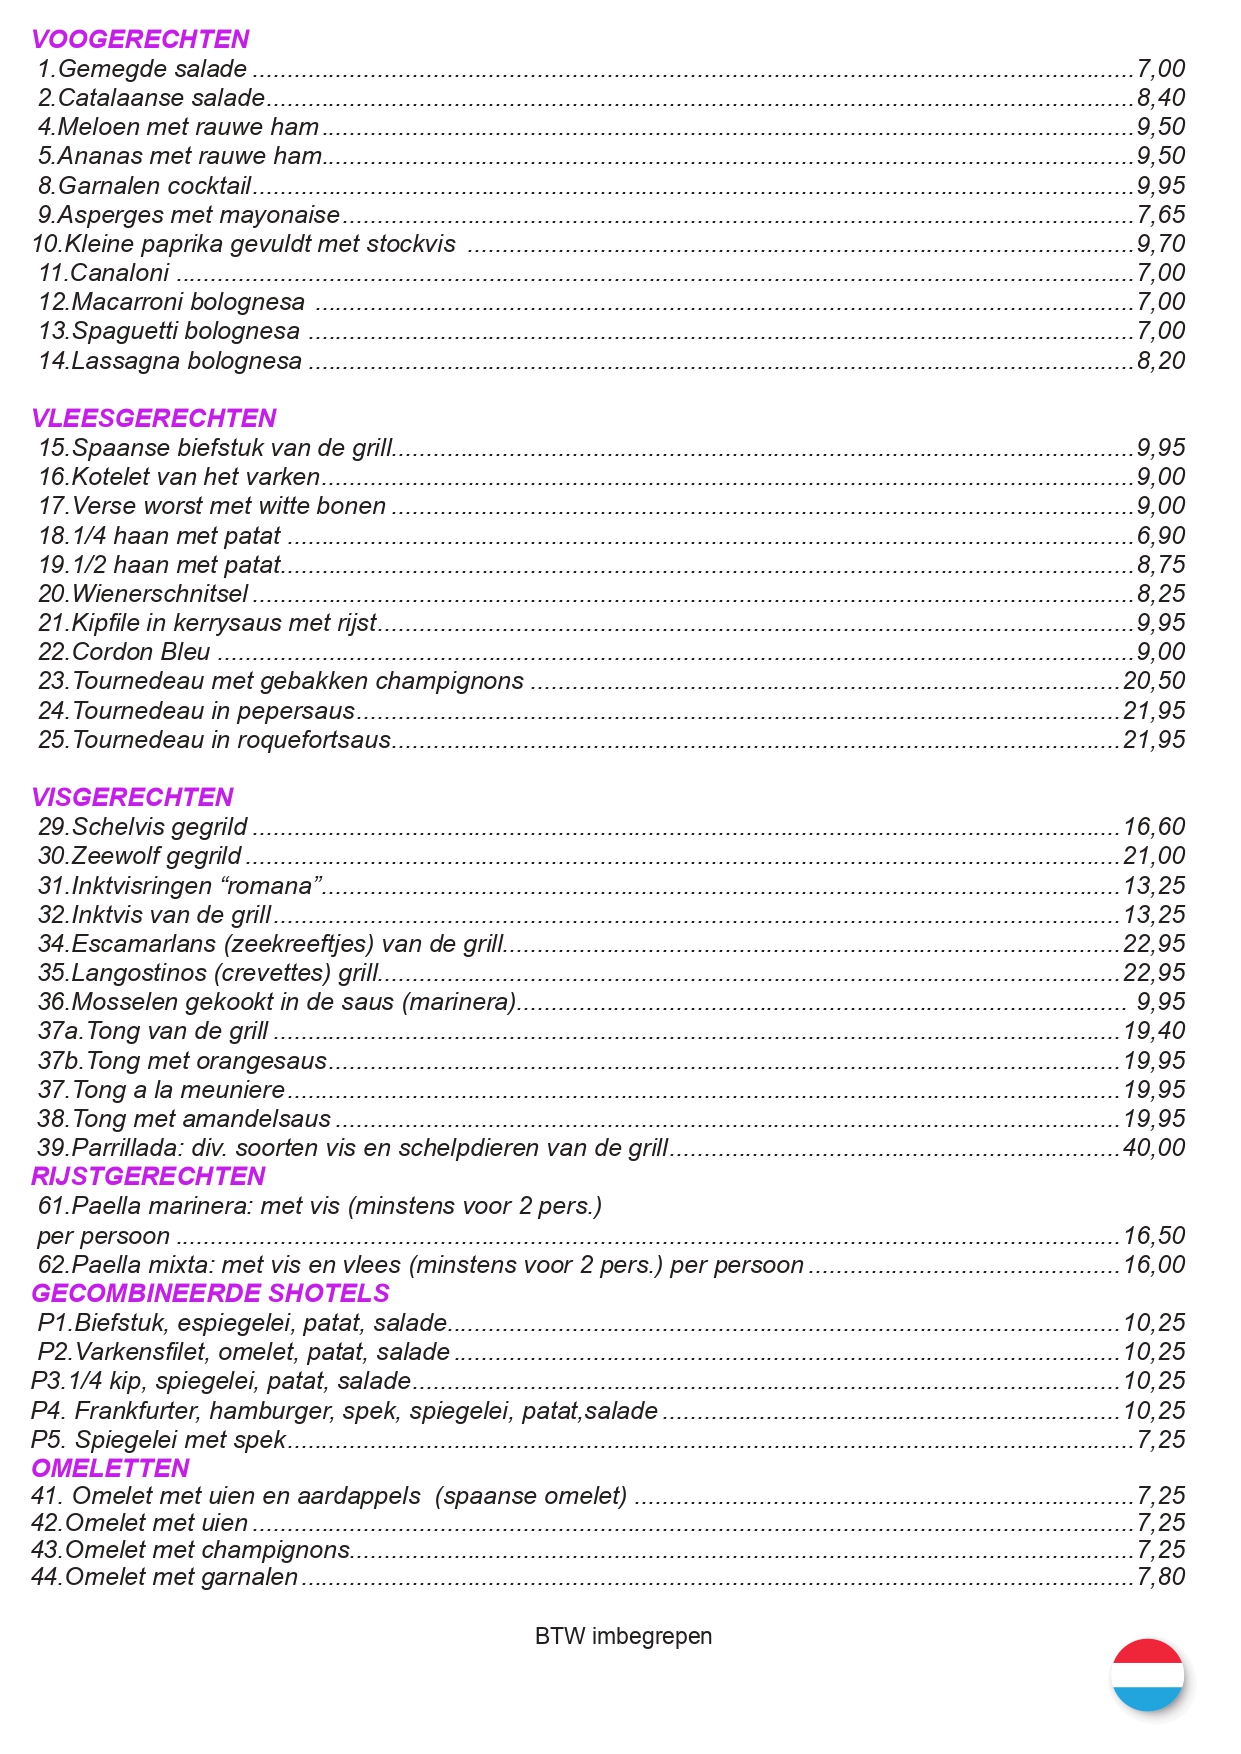 VOOGERECHTEN
1.Gemegde salade ........ 7,00
2.Catalaanse salade ........ 8,40
4.Meloen met rauwe ham ........ 9,50
5.Ananas met rauwe ham ........ 9,50
8.Garnalen cocktail ........ 9,95
9.Asperges met mayonaise ........ 7,65
10.Kleine paprika gevuldt met stockvis ........ 9,70
11.Canaloni ........ 7,00
12.Macarroni bolognesa ........ 7,00
13.Spaguetti bolognesa ........ 7,00
14.Lassagna bolognesa ........ 8,20
VLEESGERECHTEN
15.Spaanse biefstuk van de grill ........ 9,95
16.Kotelet van het varken ........ 9,00
17.Verse worst met witte bonen ........ 9,00
18.1/4 haan met patat ........ 6,90
19.1/2 haan met patat ........ 8,75
20.Wienerschnitsel ........ 8,25
21.Kipfile in kerrysaus met rijst ........ 9,95
22.Cordon Bleu ........ 9,00
23.Tournedeau met gebakken champignons ........ 20,50
24.Tournedeau in pepersaus ........ 21,95
25.Tournedeau in roquefortsaus ........ 21,95
VISGERECHTEN
29.Schelvis gegrild ........ 16,60
30.Zeewolf gegrild ........ 21,00
31.Inktvisringen “romana” ........ 13,25
32.Inktvis van de grill ........ 13,25
34.Escamarlans (zeekreeftjes) van de grill ........ 22,95
35.Langostinos (crevettes) grill ........ 22,95
36.Mosselen gekookt in de saus (marinera) ........ 9,95
37a.Tong van de grill ........ 19,40
37b.Tong met orangesaus ........ 19,95
37.Tong a la meuniere ........ 19,95
38.Tong met amandelsaus ........ 19,95
39.Parrillada: div. soorten vis en schelpdieren van de grill ........ 40,00
RIJSTGERECHTEN
61.Paella marinera: met vis (minstens voor 2 pers.)
per persoon ........ 16,50
62.Paella mixta: met vis en vlees (minstens voor 2 pers.) per persoon ........ 16,00
GECOMBINEERDE SHOTELS
P1.Biefstuk, espiegelei, patat, salade ........ 10,25
P2.Varkensfilet, omelet, patat, salade ........ 10,25
P3.1/4 kip, spiegelei, patat, salade ........ 10,25
P4. Frankfurter, hamburger, spek, spiegelei, patat,salade ........ 10,25
P5. Spiegelei met spek ........ 7,25
OMELETTEN
41. Omelet met uien en aardappels (spaanse omelet) ........ 7,25
42.Omelet met uien ........ 7,25
43.Omelet met champignons ........ 7,25
44.Omelet met garnalen ........ 7,80
BTW imbegrepen